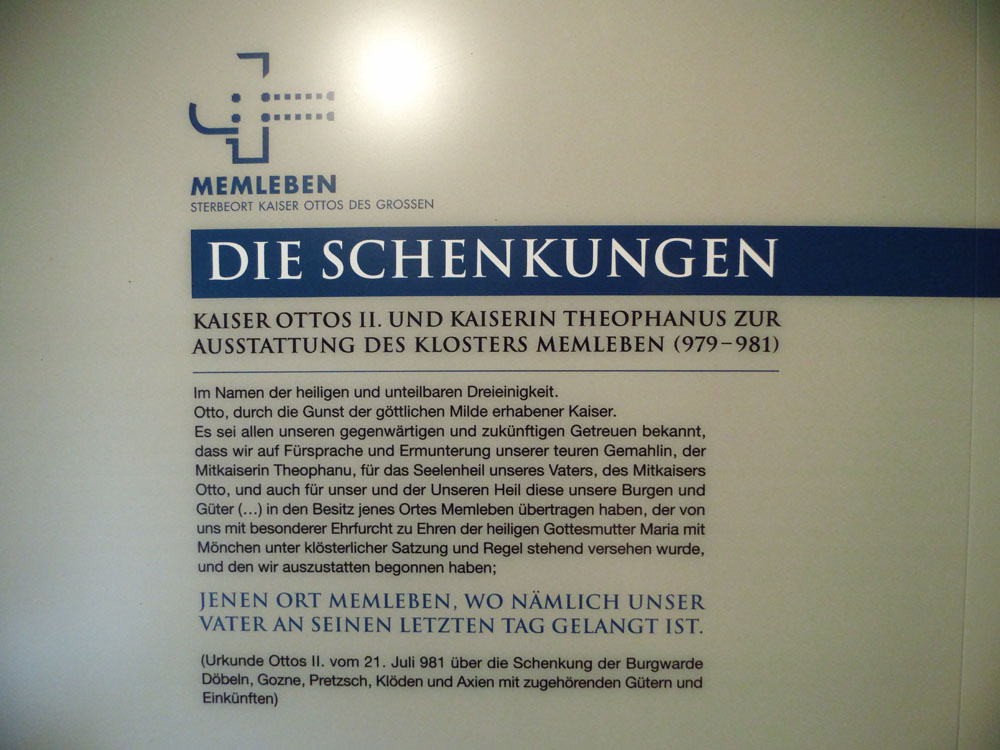 MEMLEBEN
STERBEORT KAISER OTTOS DES GROSSEN
DIE SCHENKUNGEN
KAISER OTTOS II. UND KAISERIN THEOPHANUS ZUR
AUSSTATTUNG DES KLOSTERS MEMLEBEN (979–981)
Im Namen der heiligen und unteilbaren Dreieinigkeit.
Otto, durch die Gunst der göttlichen Milde erhabener Kaiser.
Es sei allen unseren gegenwärtigen und zukünftigen Getreuen bekannt,
dass wir auf Fürsprache und Ermunterung unserer teuren Gemahlin, der
Mitkaiserin Theophanu, für das Seelenheil unseres Vaters, des Mitkaisers
Otto, und auch für unser und der Unseren Heil diese unsere Burgen und
Güter (...) in den Besitz jenes Ortes Memleben übertragen haben, der von
uns mit besonderer Ehrfurcht zu Ehren der heiligen Gottesmutter Maria mit
Mönchen unter klösterlicher Satzung und Regel stehend versehen wurde,
und den wir auszustatten begonnen haben;
JENEN ORT MEMLEBEN, WO NÄMLICH UNSER
VATER AN SEINEN LETZTEN TAG GELANGT IST.
(Urkunde Ottos II. vom 21. Juli 981 über die Schenkung der Burgwarde
Döbeln, Gozne, Pretzsch, Klöden und Axien mit zugehörenden Gütern und
Einkünften)